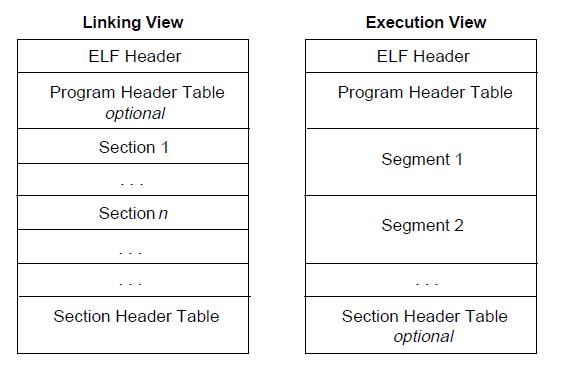 Linking View
ELF Header
Program Header Table
optional
Section 1
. . .
Section n
. . .
. . .
Section Header Table
Execution View
ELF Header
Program Header Table
Segment 1
Segment 2
. . .
Section Header Table
optional